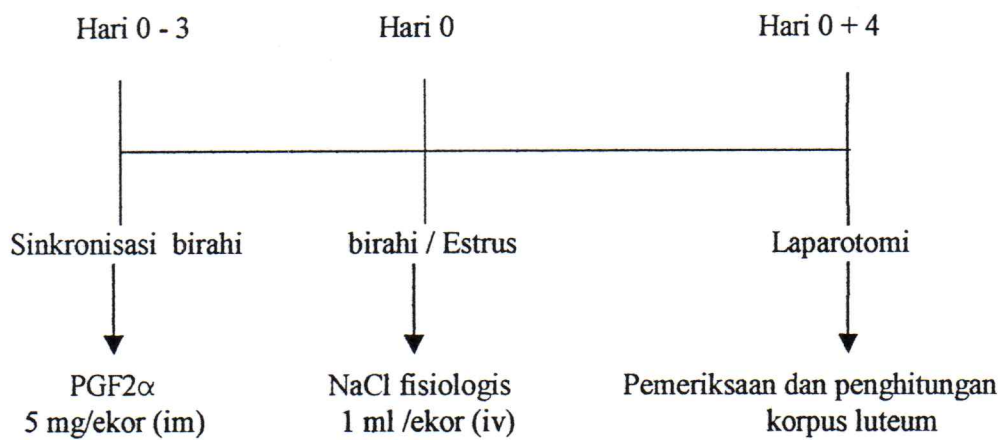 Hari 0 - 3
Hari 0
Hari 0 + 4
Sinkronisasi birahi
birahi / Estrus
Laparotomi
PGF2α
5 mg/ekor (im)
NaCl fisiologis
1 ml /ekor (iv)
Pemeriksaan dan penghitungan
korpus luteum